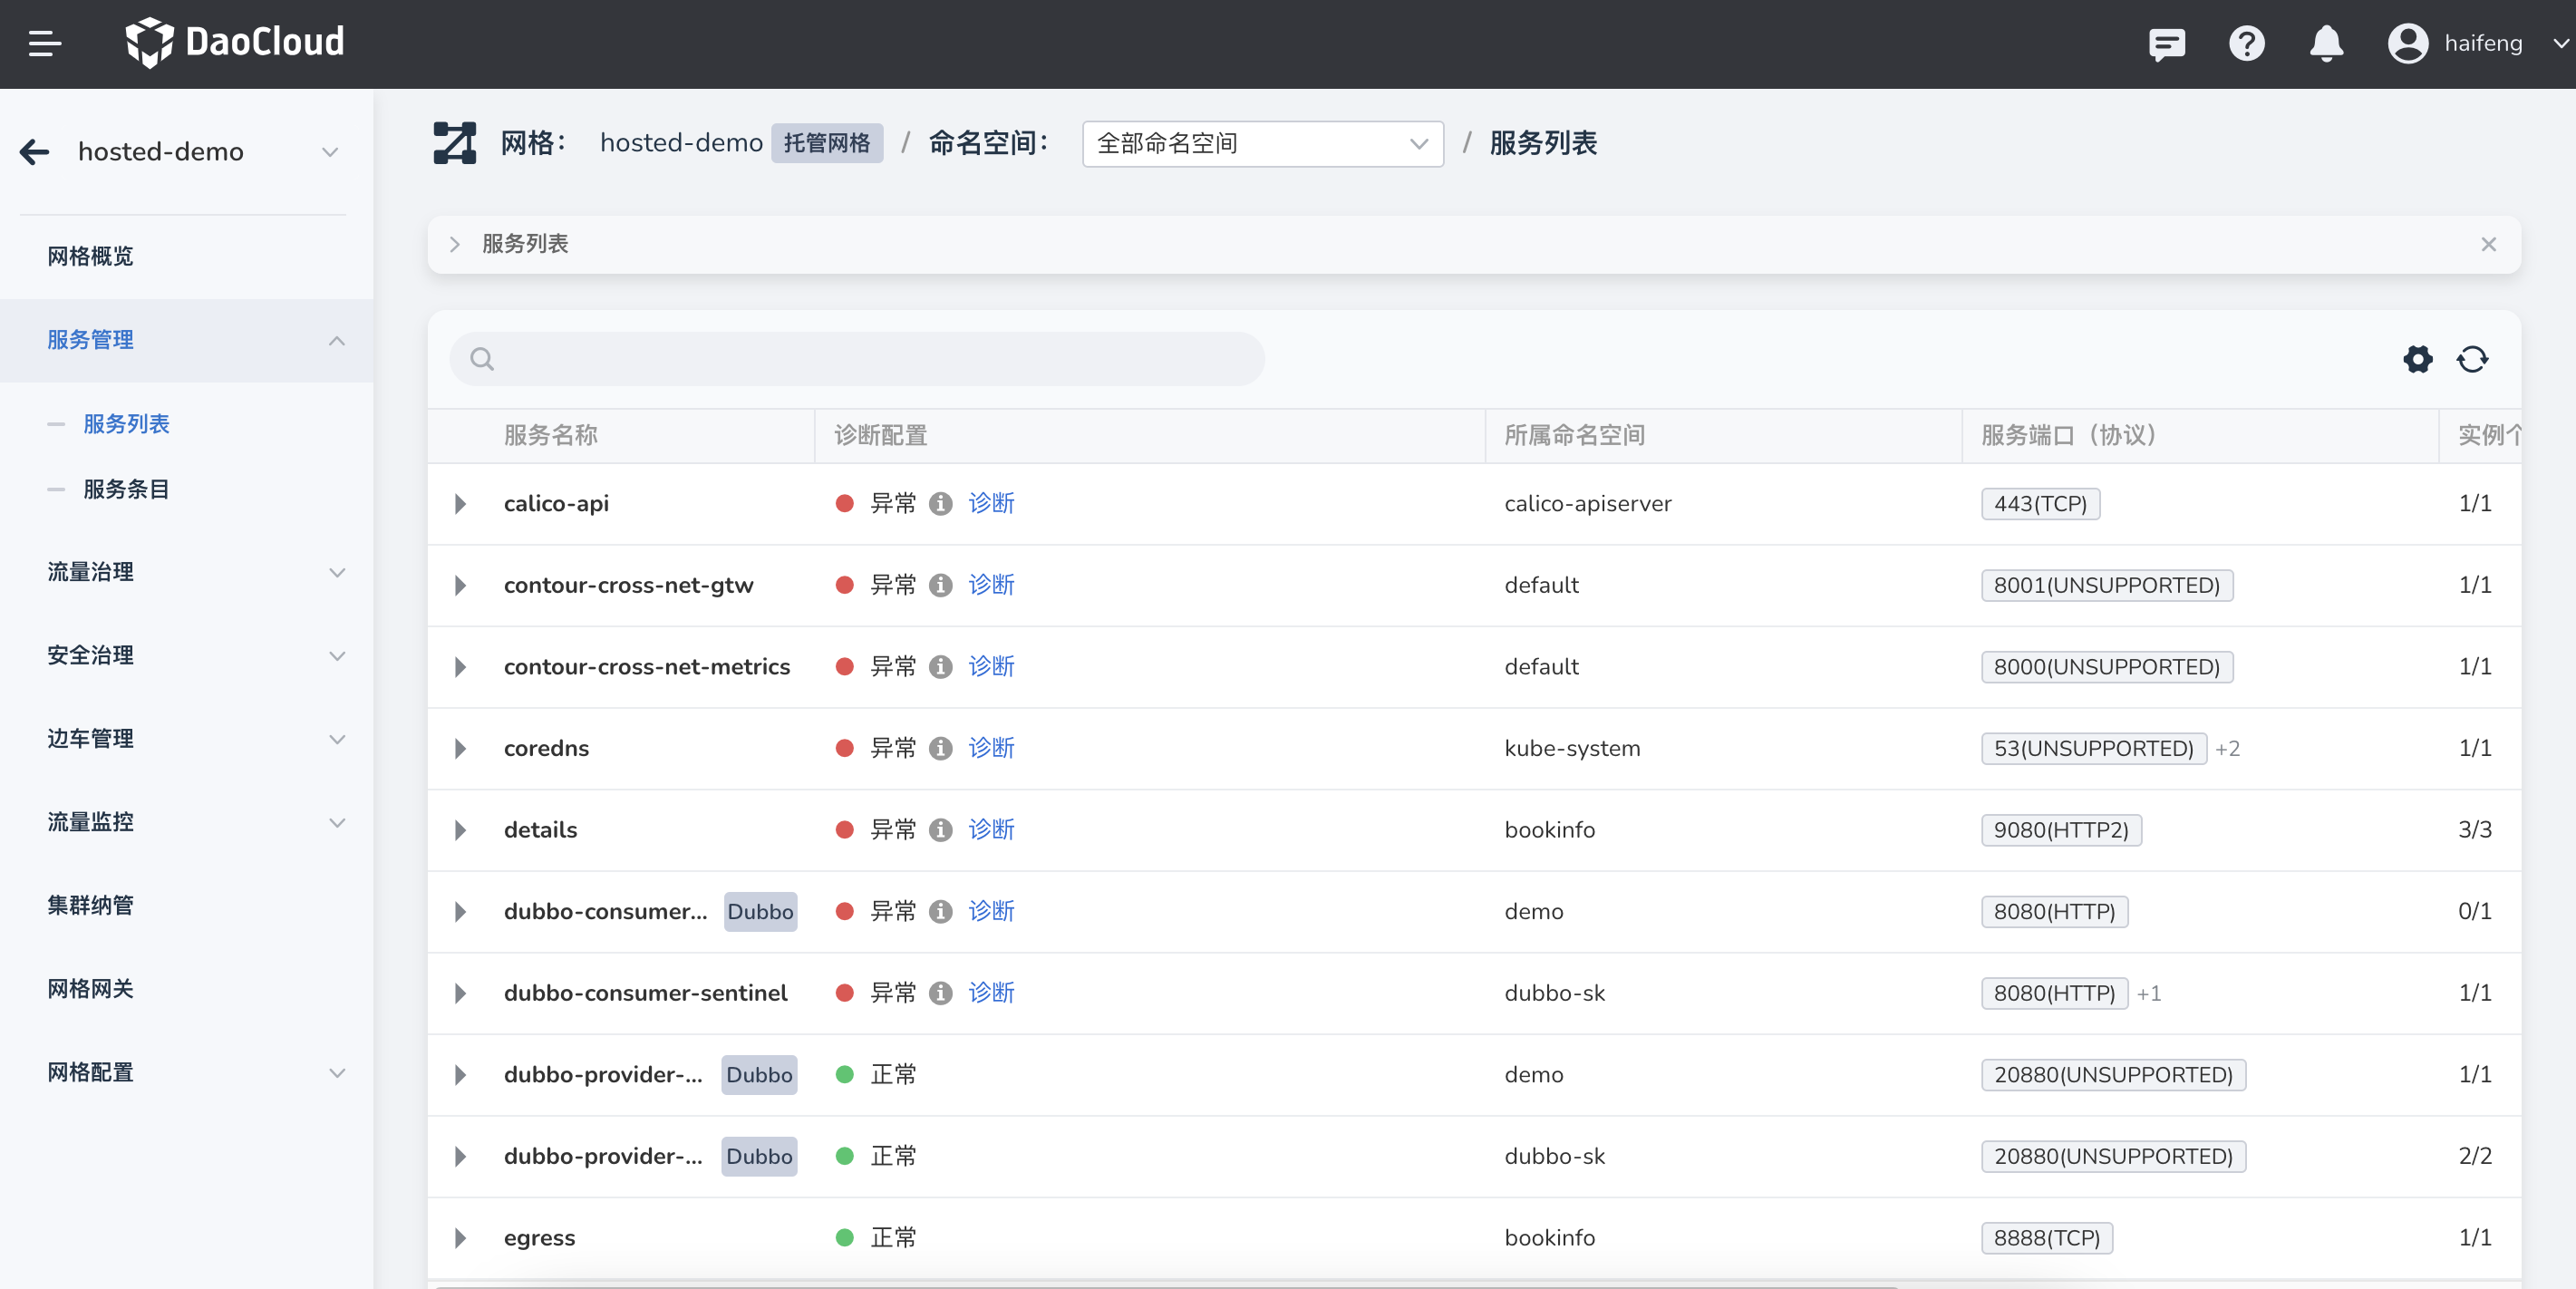 DaoCloud
haifeng
hosted-demo
网格概览
服务管理
服务列表
服务条目
流量治理
安全治理
边车管理
流量监控
集群纳管
网格网关
网格配置
网格： hosted-demo 托管网格 / 命名空间： 全部命名空间 / 服务列表
服务列表
服务名称 诊断配置 所属命名空间 服务端口（协议） 实例个
calico-api 异常 诊断 calico-apiserver 443(TCP) 1/1
contour-cross-net-gtw 异常 诊断 default 8001(UNSUPPORTED) 1/1
contour-cross-net-metrics 异常 诊断 default 8000(UNSUPPORTED) 1/1
coredns 异常 诊断 kube-system 53(UNSUPPORTED) +2 1/1
details 异常 诊断 bookinfo 9080(HTTP2) 3/3
dubbo-consumer... Dubbo 异常 诊断 demo 8080(HTTP) 0/1
dubbo-consumer-sentinel 异常 诊断 dubbo-sk 8080(HTTP) +1 1/1
dubbo-provider-... Dubbo 正常 demo 20880(UNSUPPORTED) 1/1
dubbo-provider-... Dubbo 正常 dubbo-sk 20880(UNSUPPORTED) 2/2
egress 正常 bookinfo 8888(TCP) 1/1